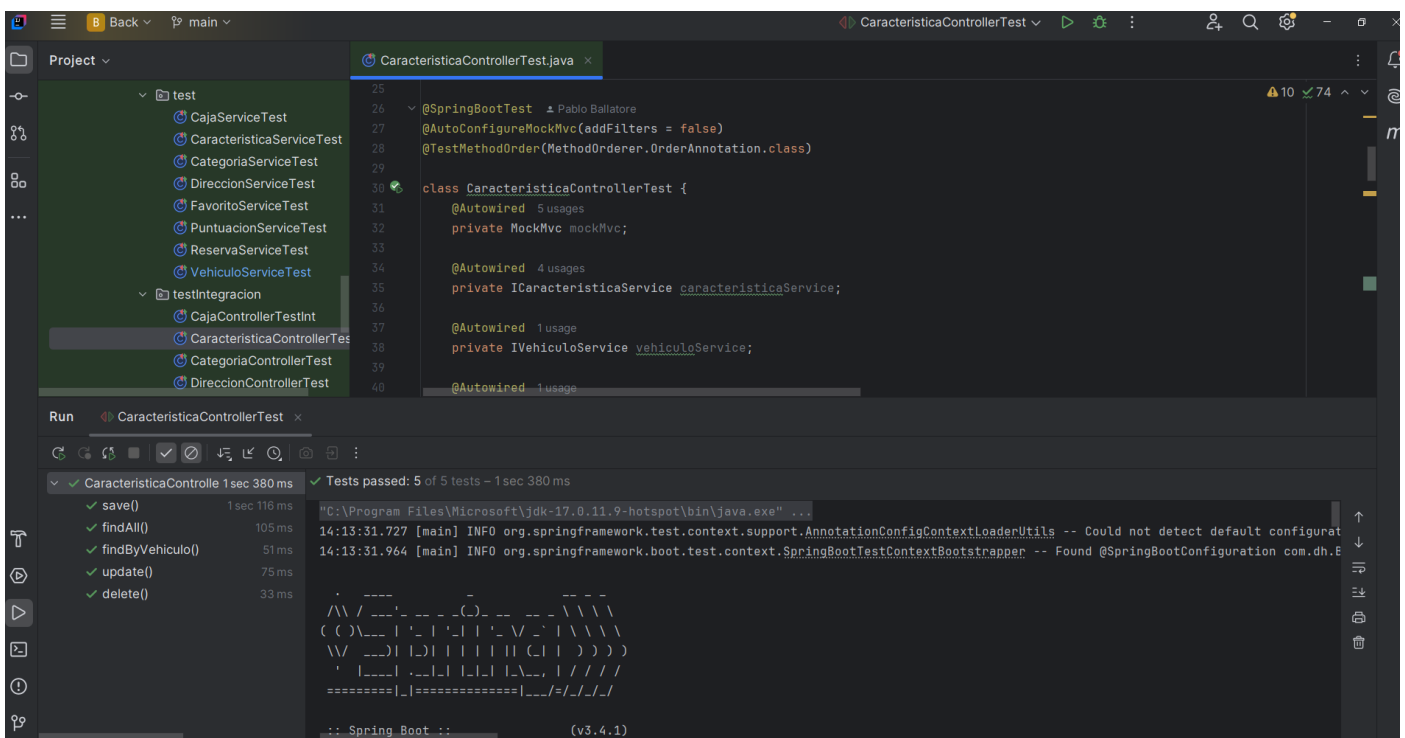 B Back main CaracteristicaControllerTest
Project
CaracteristicaControllerTest.java
test
CajaServiceTest
CaracteristicaServiceTest
CategoriaServiceTest
DireccionServiceTest
FavoritoServiceTest
PuntuacionServiceTest
ReservaServiceTest
VehiculoServiceTest
testIntegracion
CajaControllerTestInt
CaracteristicaControllerTes
CategoriaControllerTest
DireccionControllerTest
10 74
25
26 @SpringBootTest Pablo Ballatore
27 @AutoConfigureMockMvc(addFilters = false)
28 @TestMethodOrder(MethodOrderer.OrderAnnotation.class)
29
30 class CaracteristicaControllerTest {
31 @Autowired 5 usages
32 private MockMvc mockMvc;
33
34 @Autowired 4 usages
35 private ICaracteristicaService caracteristicaService;
36
37 @Autowired 1 usage
38 private IVehiculoService vehiculoService;
39
40 @Autowired 1 usage
m
Run CaracteristicaControllerTest
CaracteristicaControlle 1 sec 380 ms
save() 1 sec 116 ms
findAll() 105 ms
findByVehiculo() 51 ms
update() 75 ms
delete() 33 ms
Tests passed: 5 of 5 tests – 1 sec 380 ms
"C:\Program Files\Microsoft\jdk-17.0.11.9-hotspot\bin\java.exe" ...
14:13:31.727 [main] INFO org.springframework.test.context.support.AnnotationConfigContextLoaderUtils -- Could not detect default configurat
14:13:31.964 [main] INFO org.springframework.boot.test.context.SpringBootTestContextBootstrapper -- Found @SpringBootConfiguration com.dh.B
:: Spring Boot :: (v3.4.1)